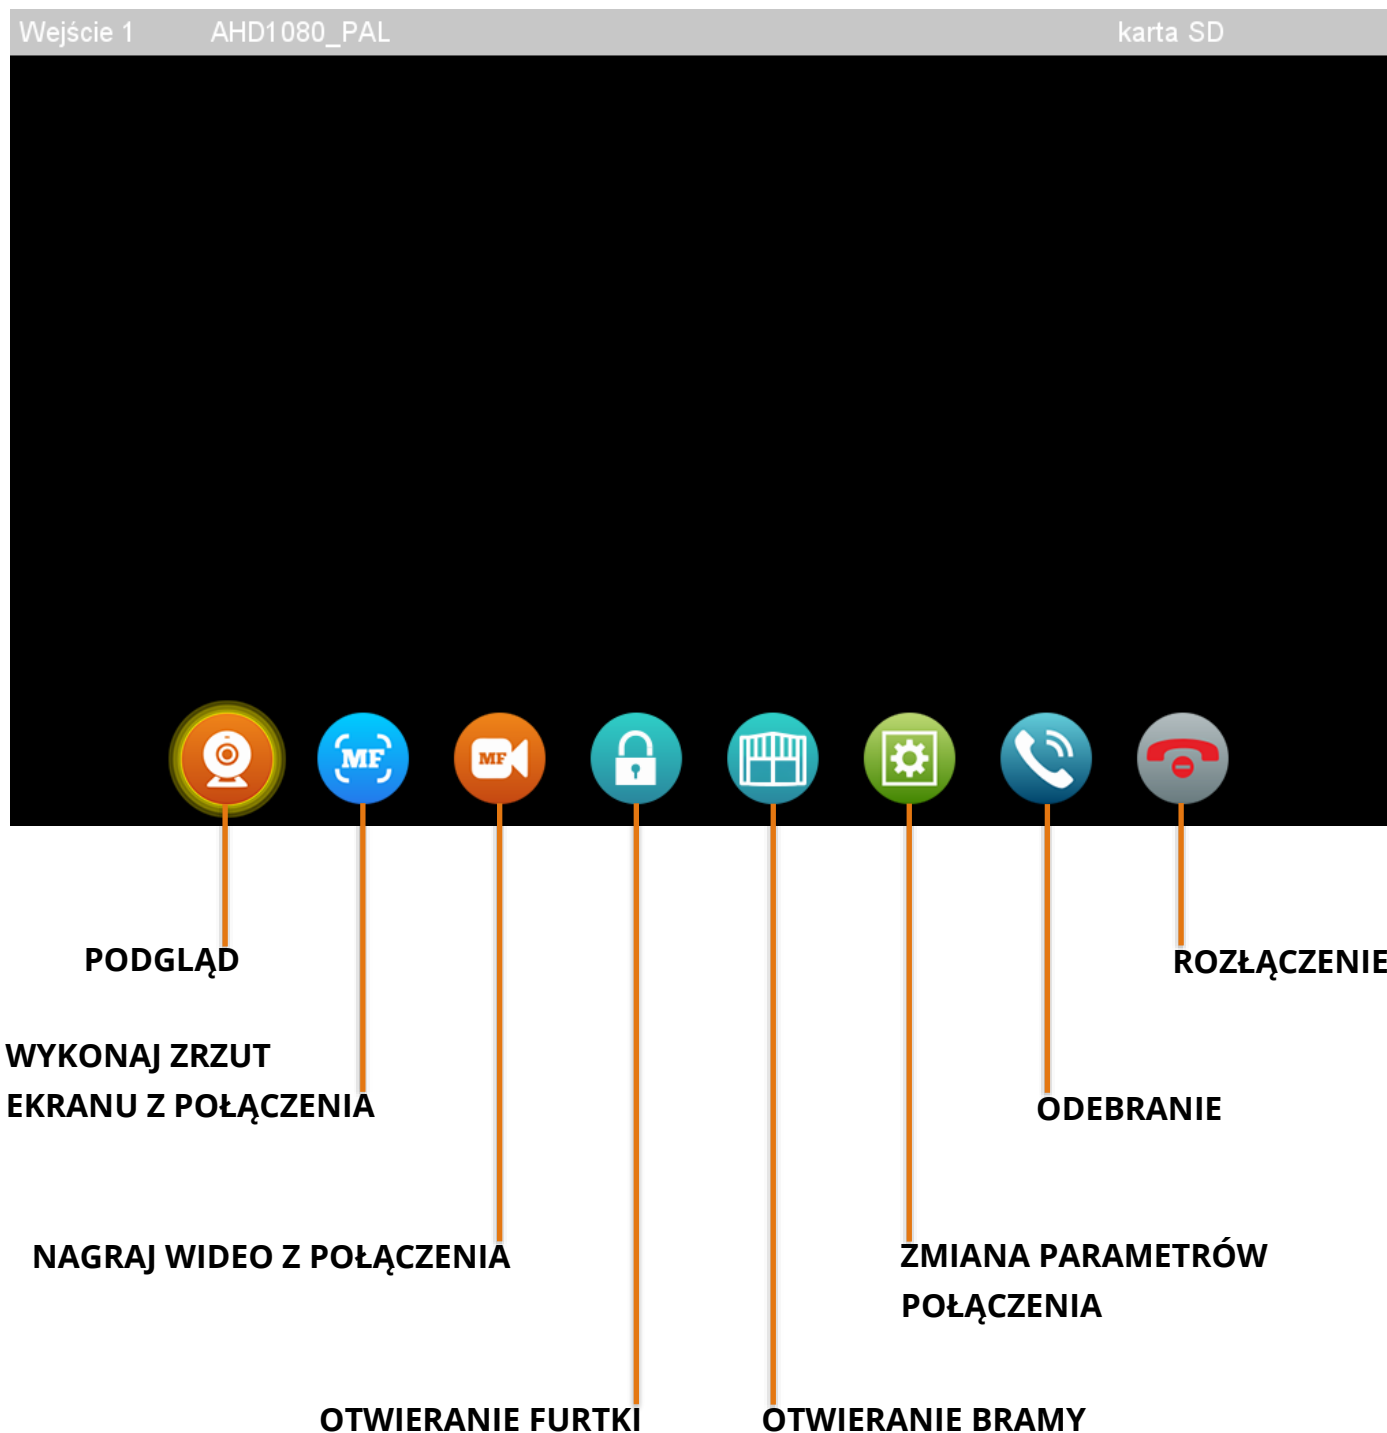 Wejście 1 AHD1080_PAL karta SD
MF MF
PODGLĄD
ROZŁĄCZENIE
WYKONAJ ZRZUT
EKRANU Z POŁĄCZENIA
ODEBRANIE
NAGRAJ WIDEO Z POŁĄCZENIA
ZMIANA PARAMETRÓW
POŁĄCZENIA
OTWIERANIE FURTKI
OTWIERANIE BRAMY